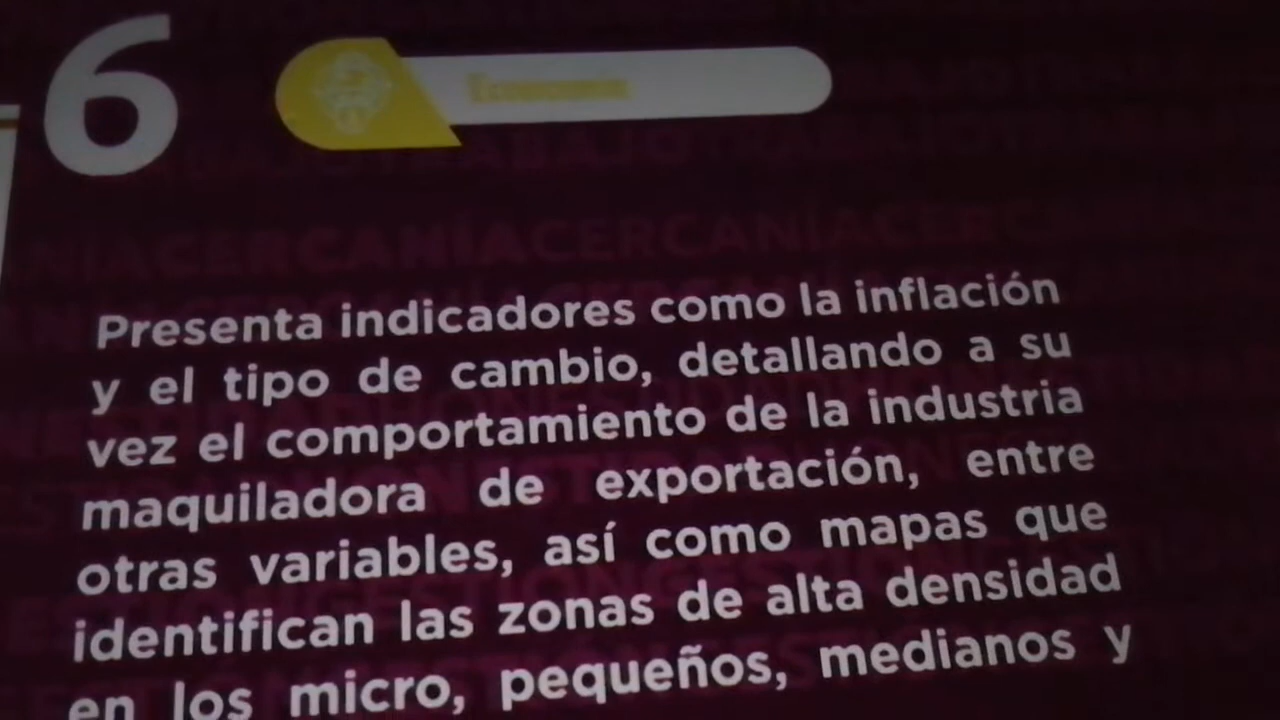 6
Economía
Presenta indicadores como la inflación
y el tipo de cambio, detallando a su
vez el comportamiento de la industria
maquiladora de exportación, entre
otras variables, así como mapas que
identifican las zonas de alta densidad
en los micro, pequeños, medianos y